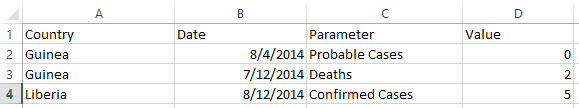 A B C D
1 Country Date Parameter Value
2 Guinea 8/4/2014 Probable Cases 0
3 Guinea 7/12/2014 Deaths 2
4 Liberia 8/12/2014 Confirmed Cases 5